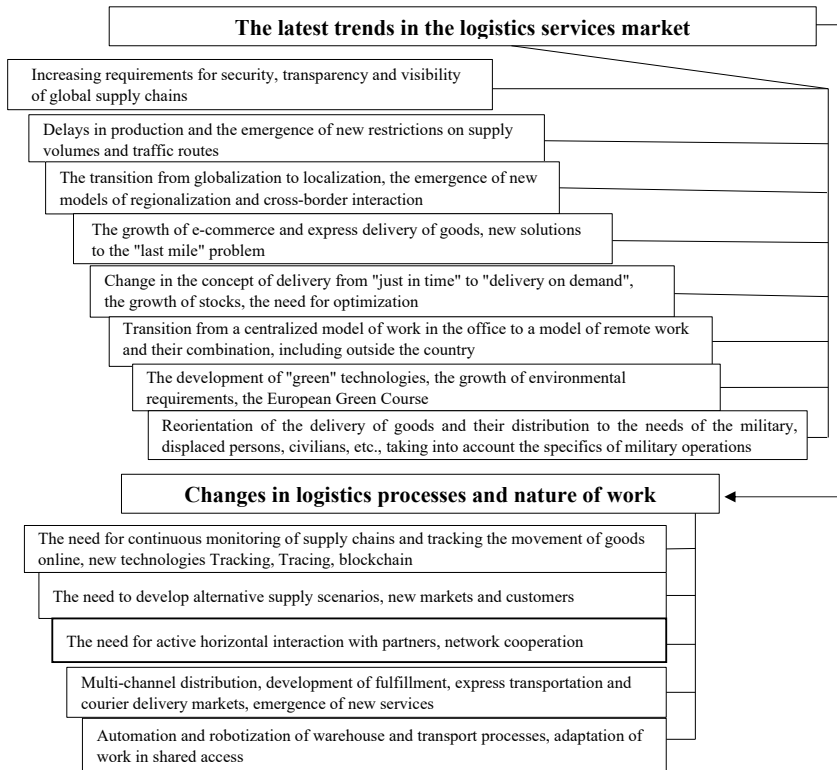 The latest trends in the logistics services market
Increasing requirements for security, transparency and visibility
of global supply chains
Delays in production and the emergence of new restrictions on supply
volumes and traffic routes
The transition from globalization to localization, the emergence of new
models of regionalization and cross-border interaction
The growth of e-commerce and express delivery of goods, new solutions
to the "last mile" problem
Change in the concept of delivery from "just in time" to "delivery on demand",
the growth of stocks, the need for optimization
Transition from a centralized model of work in the office to a model of remote work
and their combination, including outside the country
The development of "green" technologies, the growth of environmental
requirements, the European Green Course
Reorientation of the delivery of goods and their distribution to the needs of the military,
displaced persons, civilians, etc., taking into account the specifics of military operations
Changes in logistics processes and nature of work
The need for continuous monitoring of supply chains and tracking the movement of goods
online, new technologies Tracking, Tracing, blockchain
The need to develop alternative supply scenarios, new markets and customers
The need for active horizontal interaction with partners, network cooperation
Multi-channel distribution, development of fulfillment, express transportation and
courier delivery markets, emergence of new services
Automation and robotization of warehouse and transport processes, adaptation of
work in shared access